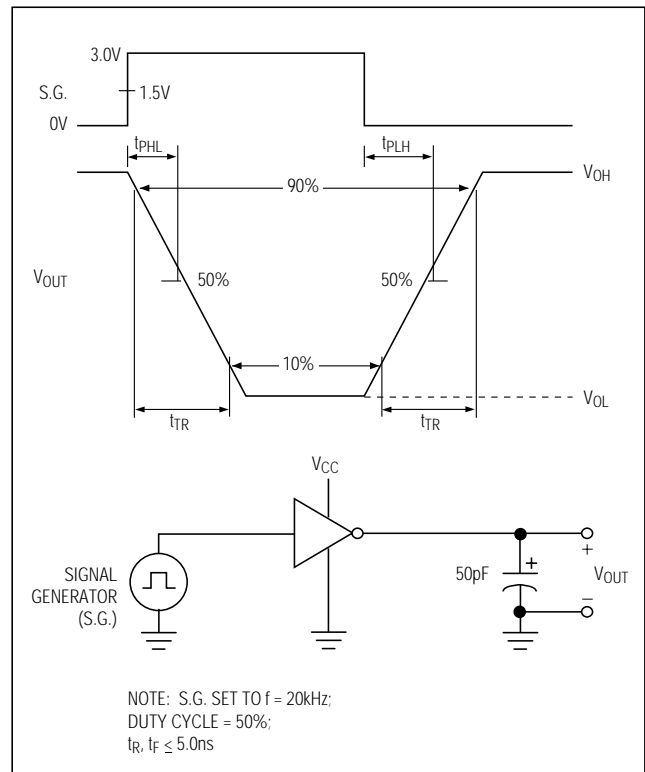 3.0V
S.G.
1.5V
0V
tPHL
tPLH
VOH
90%
VOUT
50%
50%
10%
VOL
tTR
tTR
VCC
SIGNAL
GENERATOR
(S.G.)
50pF
+
+
VOUT
–
NOTE: S.G. SET TO f = 20kHz;
DUTY CYCLE = 50%;
tR, tF ≤ 5.0ns